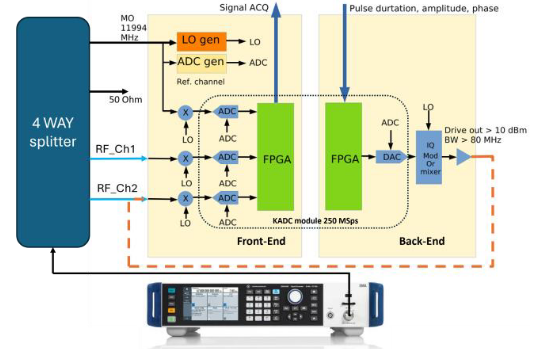 Signal ACQ
Pulse durtation, amplitude, phase
MO
11994
MHz
LO gen
LO
ADC gen
ADC
Ref. channel
50 Ohm
4 WAY
splitter
X
ADC
LO
ADC
RF_Ch1
X
ADC
LO
ADC
RF_Ch2
X
ADC
LO
ADC
FPGA
FPGA
ADC
DAC
LO
IQ
Mod
Or
mixer
Drive out > 10 dBm
BW > 80 MHz
KADC module 250 MSps
Front-End
Back-End